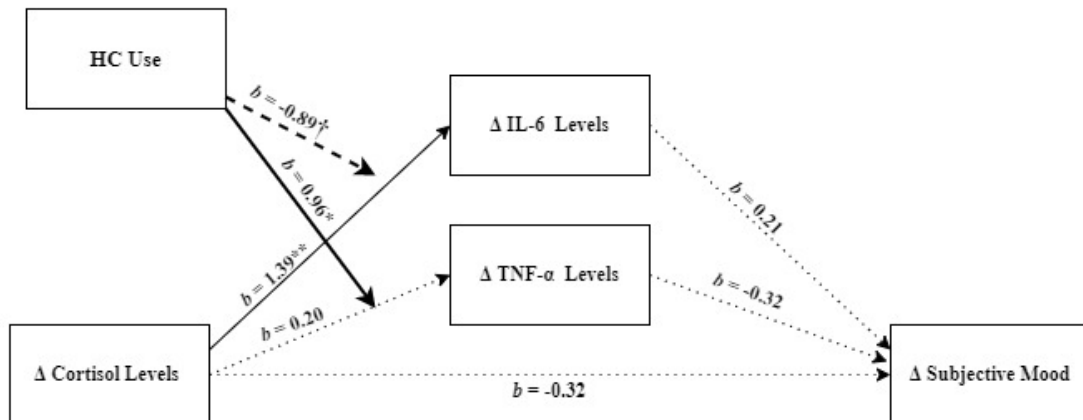 HC Use
b = -0.89†
Δ IL-6 Levels
b = 0.96*
b = 0.21
b = 1.39**
Δ TNF-α Levels
b = -0.32
b = 0.20
Δ Cortisol Levels
Δ Subjective Mood
b = -0.32